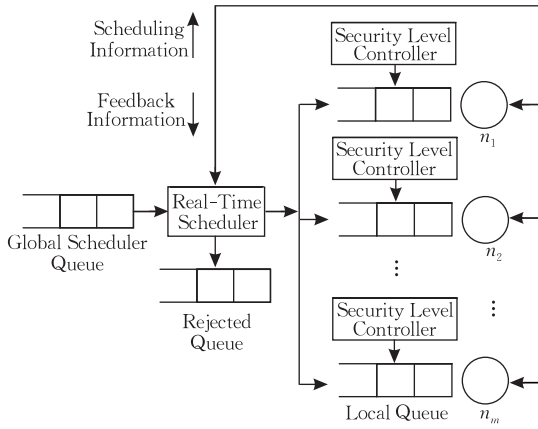 Scheduling
Information
Feedback
Information
Security Level
Controller
n1
Security Level
Controller
n2
Real-Time
Scheduler
Global Scheduler
Queue
Rejected
Queue
...
⋮
Security Level
Controller
Local Queue
nm